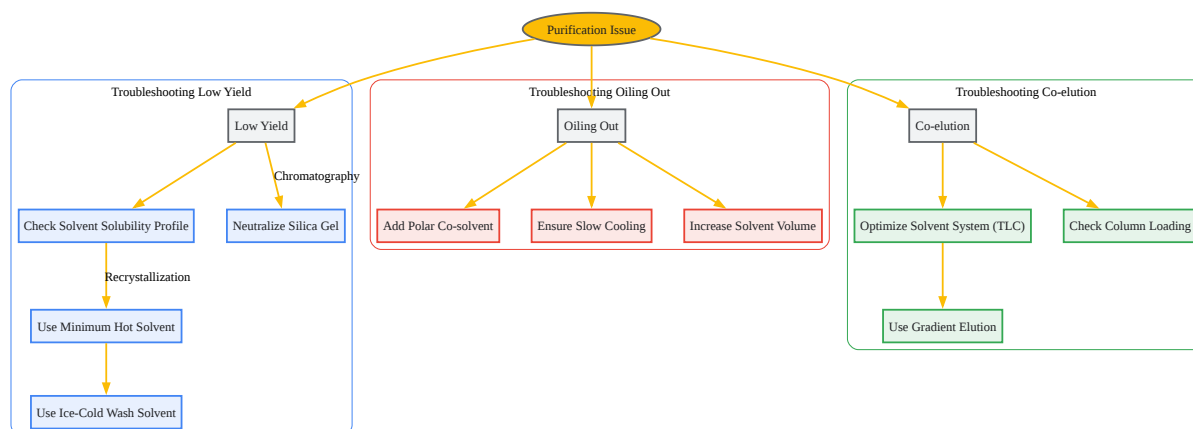 Purification Issue
Troubleshooting Low Yield
Troubleshooting Oiling Out
Troubleshooting Co-elution
Low Yield
Oiling Out
Co-elution
Chromatography
Check Solvent Solubility Profile
Neutralize Silica Gel
Add Polar Co-solvent
Ensure Slow Cooling
Increase Solvent Volume
Optimize Solvent System (TLC)
Check Column Loading
Recrystallization
Use Minimum Hot Solvent
Use Gradient Elution
Use Ice-Cold Wash Solvent